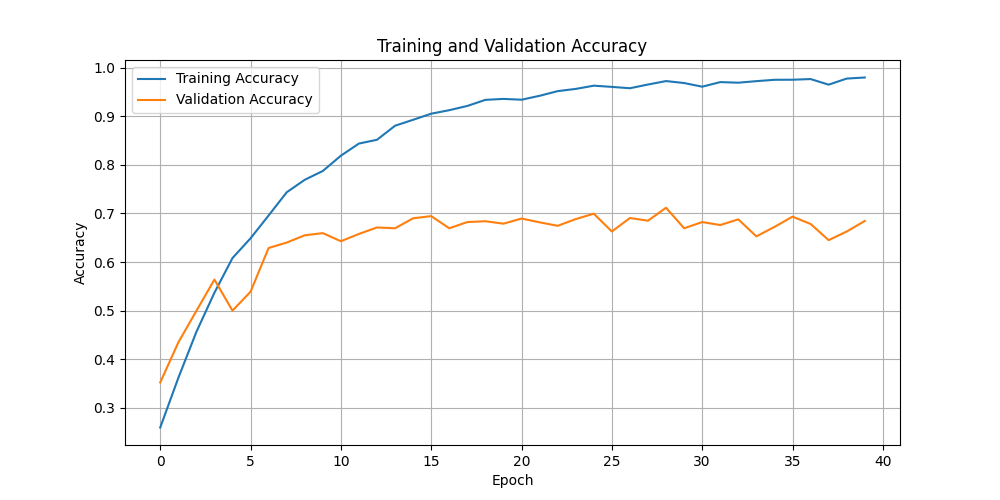 Training and Validation Accuracy
Training Accuracy
Validation Accuracy
1.0
0.9
0.8
0.7
0.6
0.5
0.4
0.3
Accuracy
0 5 10 15 20 25 30 35 40
Epoch